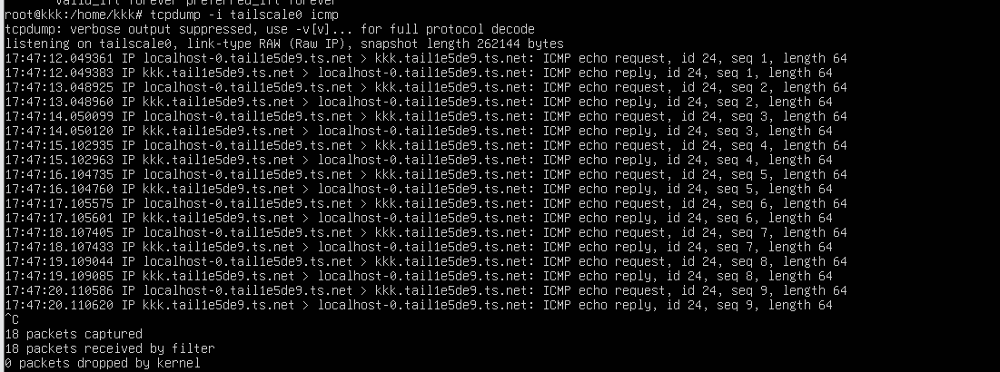 valid_lft forever preferred_lft forever
root@kkk:/home/kkk# tcpdump -i tailscale0 icmp
tcpdump: verbose output suppressed, use -v[v]... for full protocol decode
listening on tailscale0, link-type RAW (Raw IP), snapshot length 262144 bytes
17:47:12.049361 IP localhost-0.tail1e5de9.ts.net > kkk.tail1e5de9.ts.net: ICMP echo request, id 24, seq 1, length 64
17:47:12.049383 IP kkk.tail1e5de9.ts.net > localhost-0.tail1e5de9.ts.net: ICMP echo reply, id 24, seq 1, length 64
17:47:13.048925 IP localhost-0.tail1e5de9.ts.net > kkk.tail1e5de9.ts.net: ICMP echo request, id 24, seq 2, length 64
17:47:13.048960 IP kkk.tail1e5de9.ts.net > localhost-0.tail1e5de9.ts.net: ICMP echo reply, id 24, seq 2, length 64
17:47:14.050099 IP localhost-0.tail1e5de9.ts.net > kkk.tail1e5de9.ts.net: ICMP echo request, id 24, seq 3, length 64
17:47:14.050120 IP kkk.tail1e5de9.ts.net > localhost-0.tail1e5de9.ts.net: ICMP echo reply, id 24, seq 3, length 64
17:47:15.102935 IP localhost-0.tail1e5de9.ts.net > kkk.tail1e5de9.ts.net: ICMP echo request, id 24, seq 4, length 64
17:47:15.102963 IP kkk.tail1e5de9.ts.net > localhost-0.tail1e5de9.ts.net: ICMP echo reply, id 24, seq 4, length 64
17:47:16.104735 IP localhost-0.tail1e5de9.ts.net > kkk.tail1e5de9.ts.net: ICMP echo request, id 24, seq 5, length 64
17:47:16.104760 IP kkk.tail1e5de9.ts.net > localhost-0.tail1e5de9.ts.net: ICMP echo reply, id 24, seq 5, length 64
17:47:17.105575 IP localhost-0.tail1e5de9.ts.net > kkk.tail1e5de9.ts.net: ICMP echo request, id 24, seq 6, length 64
17:47:17.105601 IP kkk.tail1e5de9.ts.net > localhost-0.tail1e5de9.ts.net: ICMP echo reply, id 24, seq 6, length 64
17:47:18.107405 IP localhost-0.tail1e5de9.ts.net > kkk.tail1e5de9.ts.net: ICMP echo request, id 24, seq 7, length 64
17:47:18.107433 IP kkk.tail1e5de9.ts.net > localhost-0.tail1e5de9.ts.net: ICMP echo reply, id 24, seq 7, length 64
17:47:19.109044 IP localhost-0.tail1e5de9.ts.net > kkk.tail1e5de9.ts.net: ICMP echo request, id 24, seq 8, length 64
17:47:19.109085 IP kkk.tail1e5de9.ts.net > localhost-0.tail1e5de9.ts.net: ICMP echo reply, id 24, seq 8, length 64
17:47:20.110586 IP localhost-0.tail1e5de9.ts.net > kkk.tail1e5de9.ts.net: ICMP echo request, id 24, seq 9, length 64
17:47:20.110620 IP kkk.tail1e5de9.ts.net > localhost-0.tail1e5de9.ts.net: ICMP echo reply, id 24, seq 9, length 64
^C
18 packets captured
18 packets received by filter
0 packets dropped by kernel